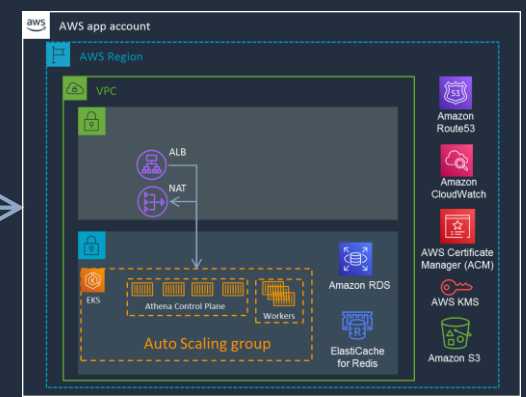 aws
AWS app account
AWS Region
VPC
ALB
NAT
EKS
Athena Control Plane
Workers
Auto Scaling group
Amazon RDS
R
ElastiCache
for Redis
53
Amazon
Route53
Amazon
CloudWatch
AWS Certificate
Manager (ACM)
AWS KMS
Amazon S3